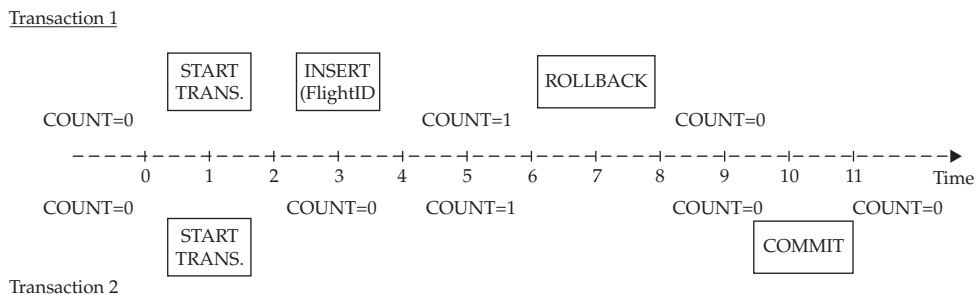 Transaction 1
START
TRANS.
INSERT
(FlightID
ROLLBACK
COUNT=0
COUNT=1
COUNT=0
0 1 2 3 4 5 6 7 8 9 10 11 Time
COUNT=0
COUNT=0
COUNT=1
COUNT=0
COUNT=0
START
TRANS.
COMMIT
Transaction 2